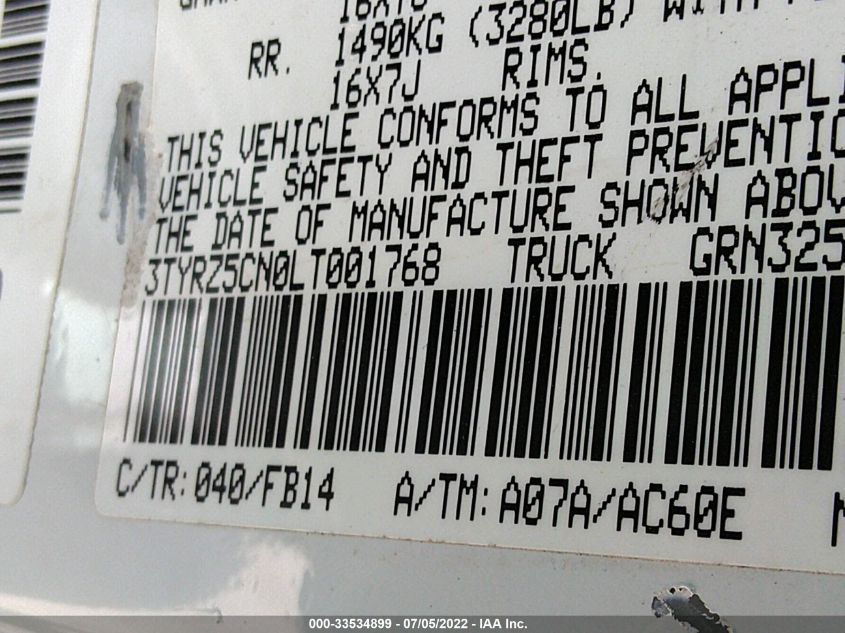 1490KG (3280LB) WITH
RR. 16X7J RIMS.
THIS VEHICLE CONFORMS TO ALL APPLI
VEHICLE SAFETY AND THEFT PREVENTIO
THE DATE OF MANUFACTURE SHOWN ABOV
3TYRZ5CN0LT001768 TRUCK GRN325
C/TR:040/FB14 A/TM:A07A/AC60E
000-33534899 - 07/05/2022 - IAA Inc.